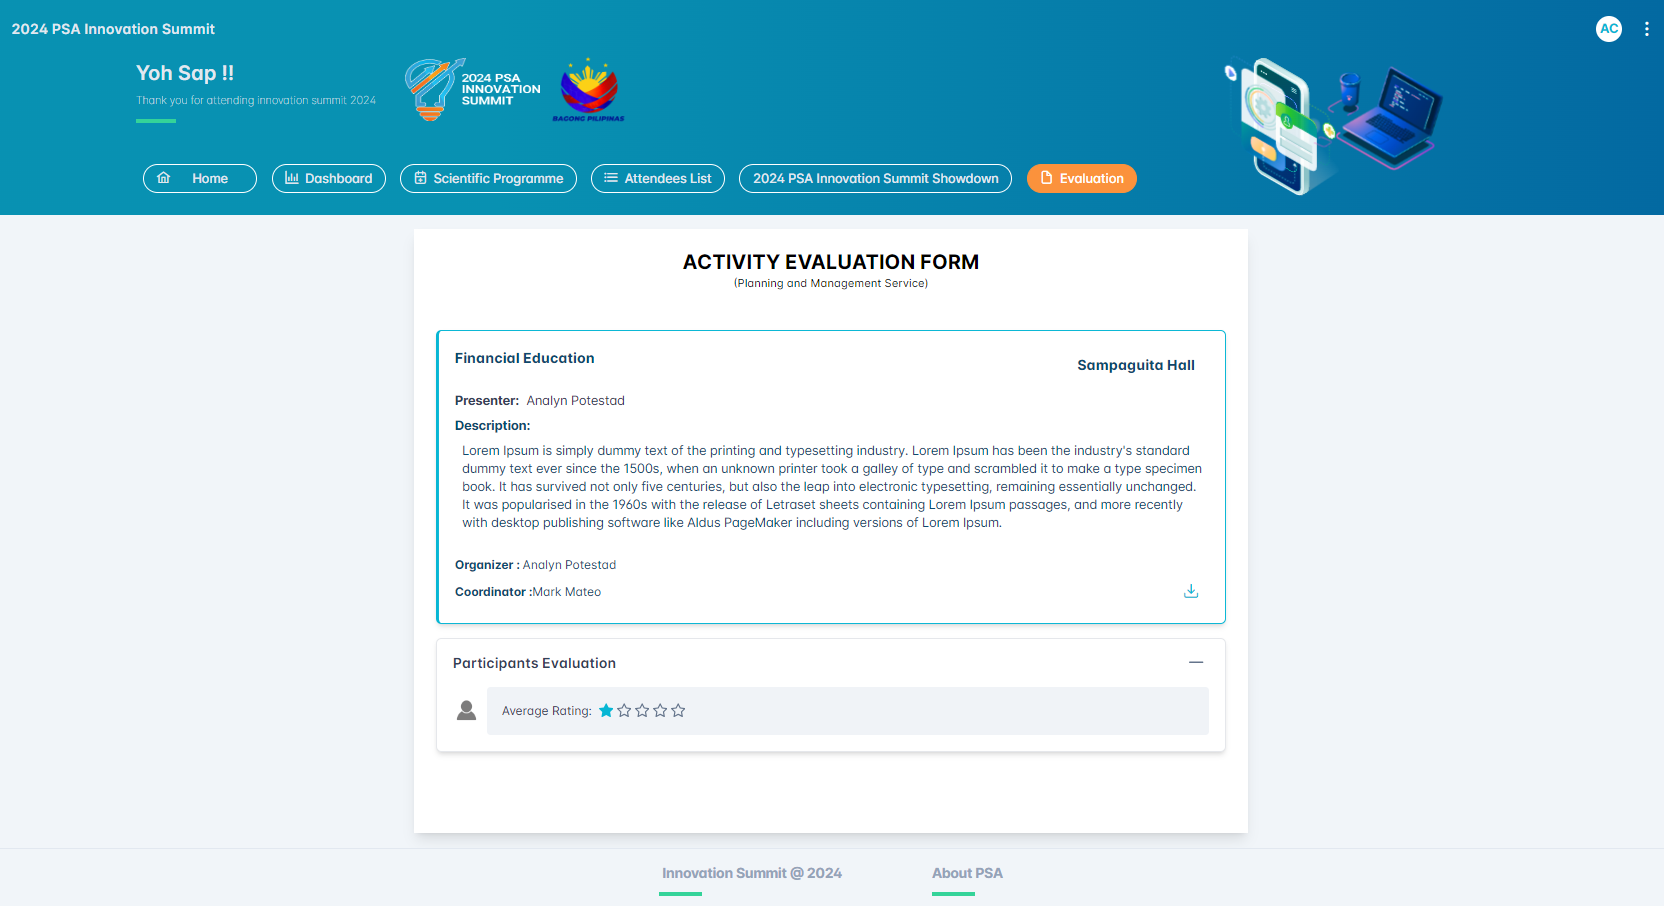 2024 PSA Innovation Summit
AC
Yoh Sap !!
Thank you for attending innovation summit 2024
2024 PSA
INNOVATION
SUMMIT
BAGONG PILIPINAS
Home
Dashboard
Scientific Programme
Attendees List
2024 PSA Innovation Summit Showdown
Evaluation
ACTIVITY EVALUATION FORM
(Planning and Management Service)
Financial Education
Sampaguita Hall
Presenter: Analyn Potestad
Description:
Lorem Ipsum is simply dummy text of the printing and typesetting industry. Lorem Ipsum has been the industry's standard
dummy text ever since the 1500s, when an unknown printer took a galley of type and scrambled it to make a type specimen
book. It has survived not only five centuries, but also the leap into electronic typesetting, remaining essentially unchanged.
It was popularised in the 1960s with the release of Letraset sheets containing Lorem Ipsum passages, and more recently
with desktop publishing software like Aldus PageMaker including versions of Lorem Ipsum.
Organizer : Analyn Potestad
Coordinator :Mark Mateo
Participants Evaluation
Average Rating:
Innovation Summit @ 2024
About PSA